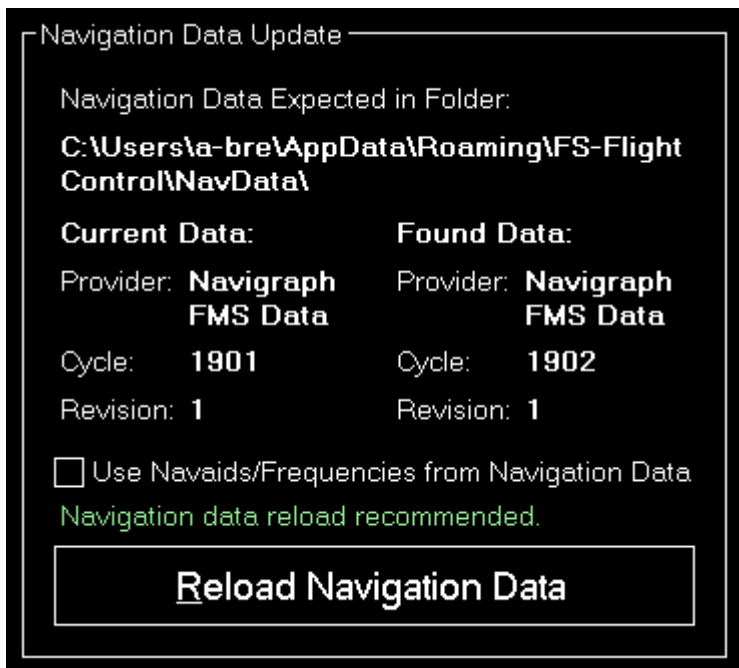 Navigation Data Update
Navigation Data Expected in Folder:
C:\Users\a-bre\AppData\Roaming\FS-Flight
Control\NavData\
Current Data: Found Data:
Provider: Navigraph Provider: Navigraph
FMS Data FMS Data
Cycle: 1901 Cycle: 1902
Revision: 1 Revision: 1
Use Navaids/Frequencies from Navigation Data
Navigation data reload recommended.
Reload Navigation Data